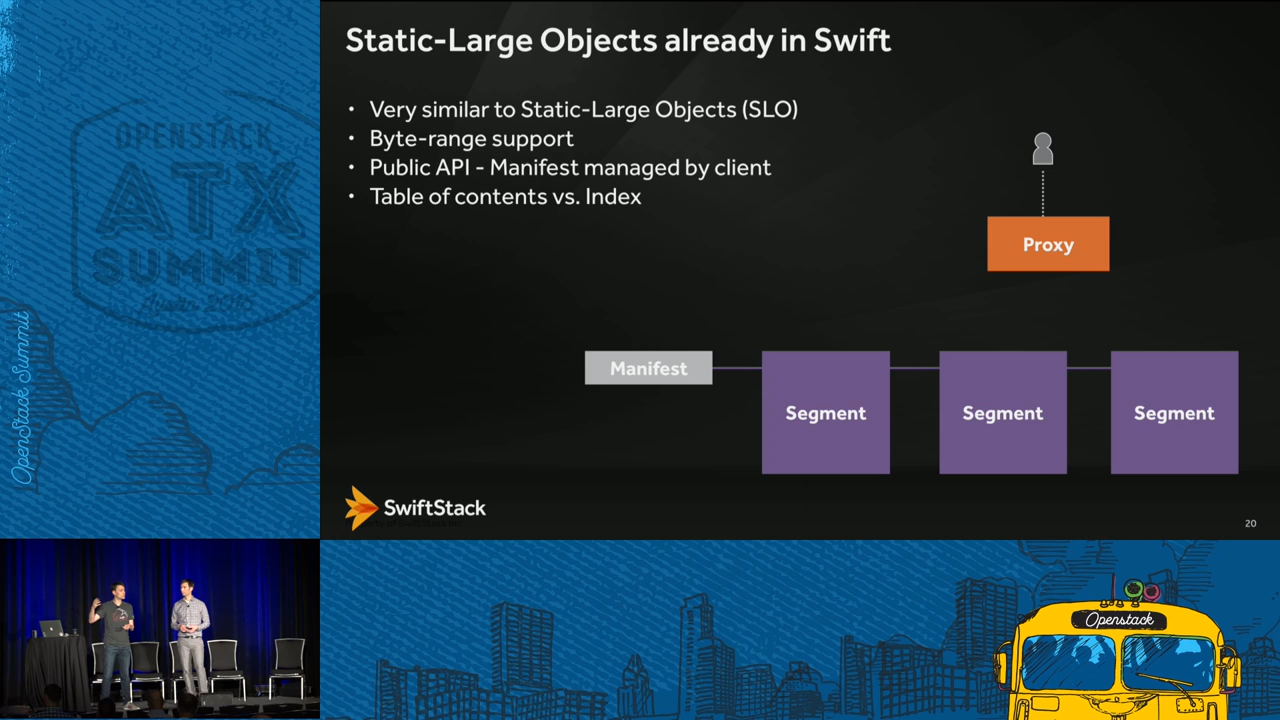 Static-Large Objects already in Swift
• Very similar to Static-Large Objects (SLO)
• Byte-range support
• Public API - Manifest managed by client
• Table of contents vs. Index
Proxy
Manifest
Segment
Segment
Segment
SwiftStack
20
OPENSTACK
ATX
SUMMIT
Austin 2016
OpenStack Summit
Openstack